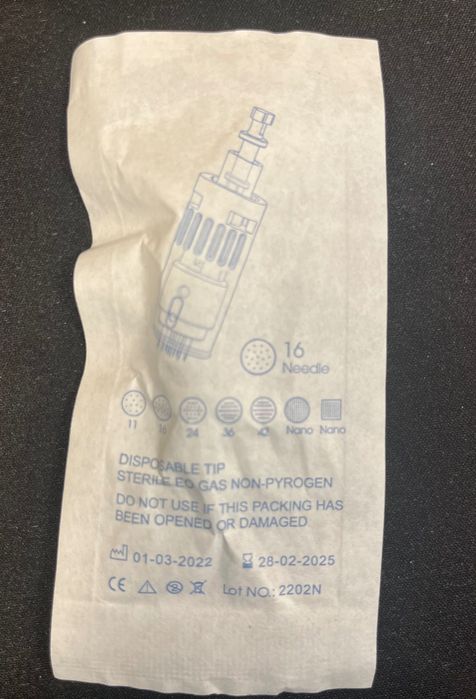 16
Needle
11 16 24 36 42 Nano Nano
DISPOSABLE TIP
STERILE EO GAS NON-PYROGEN
DO NOT USE IF THIS PACKING HAS
BEEN OPENED OR DAMAGED
01-03-2022 28-02-2025
CE Lot NO.: 2202N